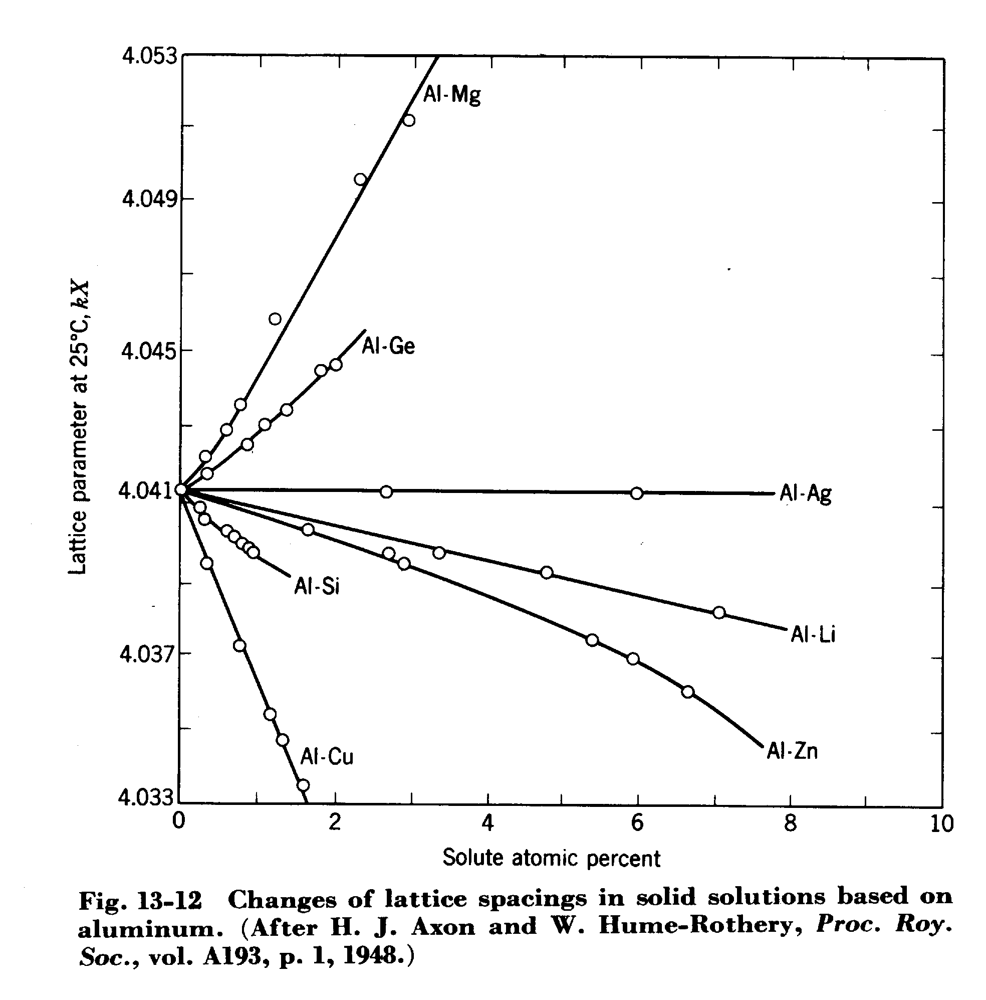 4.053
Al-Mg
4.049
Al-Ge
4.045
Lattice parameter at 25°C, kX
4.041
Al-Ag
Al-Si
Al-Li
4.037
Al-Zn
Al-Cu
4.033
0 2 4 6 8 10
Solute atomic percent
Fig. 13-12 Changes of lattice spacings in solid solutions based on
aluminum. (After H. J. Axon and W. Hume-Rothery, Proc. Roy.
Soc., vol. A193, p. 1, 1948.)